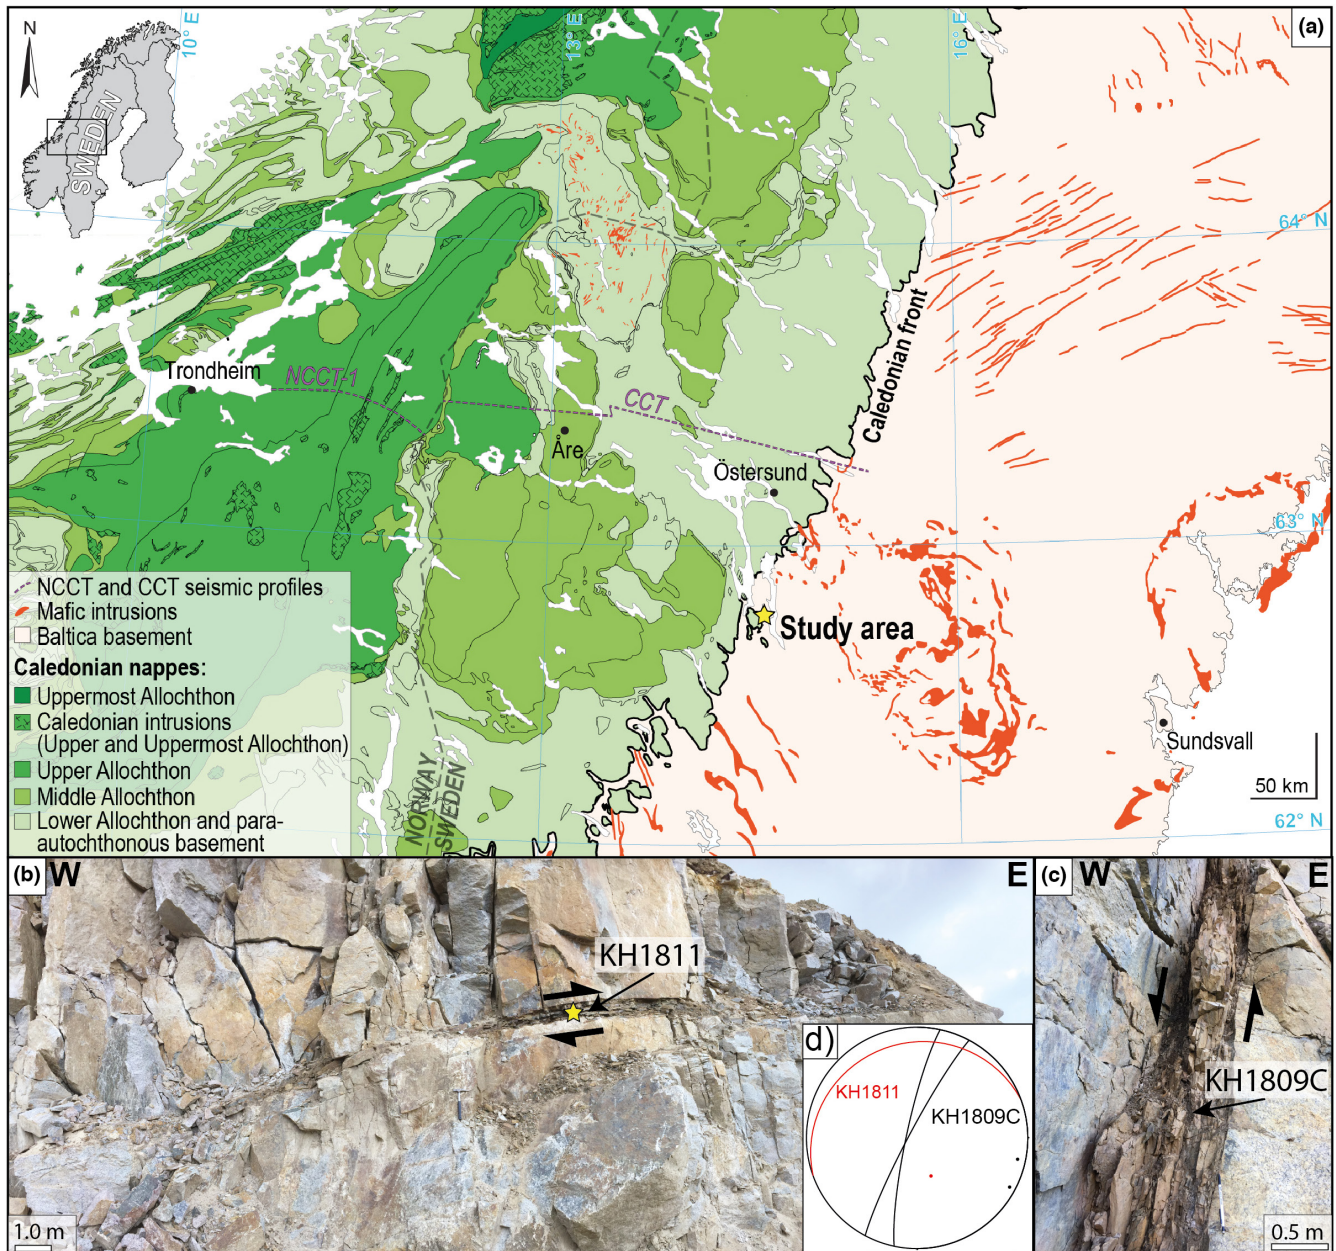 (a)
N
10° E
13° E
16° E
SWEDEN
64° N
Caledonian front
Trondheim
NCCT-1
CCT
Åre
Östersund
63° N
Study area
NCCT and CCT seismic profiles
Mafic intrusions
Baltica basement
Caledonian nappes:
Uppermost Allochthon
Caledonian intrusions
(Upper and Uppermost Allochthon)
Upper Allochthon
Middle Allochthon
Lower Allochthon and para-
autochthonous basement
NORWAY
SWEDEN
Sundsvall
50 km
62° N
(b) W
E
KH1811
1.0 m
d)
KH1811
KH1809C
(c) W
E
KH1809C
0.5 m